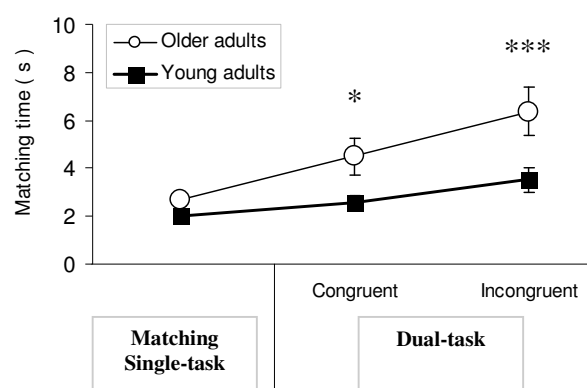 Older adults
Young adults
Matching time ( s )
10
8
6
4
2
0
*
***
Congruent
Incongruent
Matching
Single-task
Dual-task